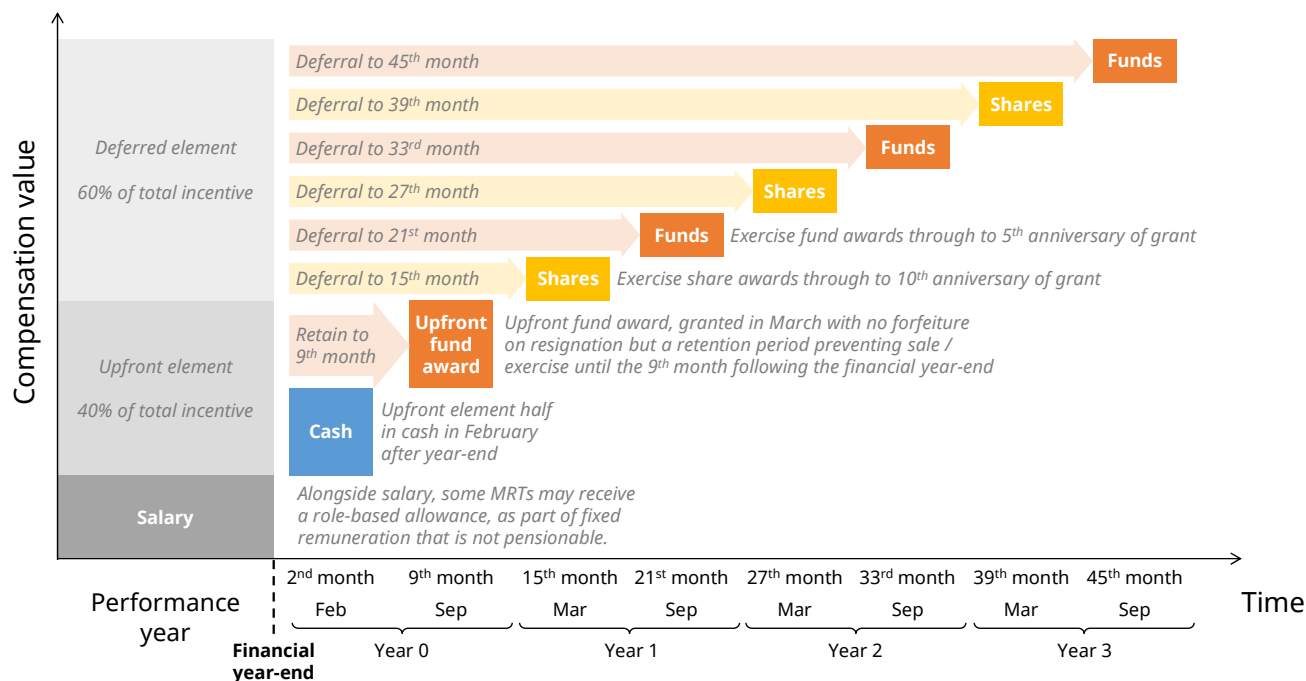 Compensation value
Deferred element
60% of total incentive
Upfront element
40% of total incentive
Salary
Deferral to 45th month
Funds
Deferral to 39th month
Shares
Deferral to 33rd month
Funds
Deferral to 27th month
Shares
Deferral to 21st month
Funds
Exercise fund awards through to 5th anniversary of grant
Deferral to 15th month
Shares
Exercise share awards through to 10th anniversary of grant
Retain to
9th month
Upfront
fund
award
Upfront fund award, granted in March with no forfeiture
on resignation but a retention period preventing sale /
exercise until the 9th month following the financial year-end
Cash
Upfront element half
in cash in February
after year-end
Alongside salary, some MRTs may receive
a role-based allowance, as part of fixed
remuneration that is not pensionable.
2nd month
9th month
15th month
21st month
27th month
33rd month
39th month
45th month
Feb
Sep
Mar
Sep
Mar
Sep
Mar
Sep
Performance
year
Time
Financial
year-end
Year 0
Year 1
Year 2
Year 3